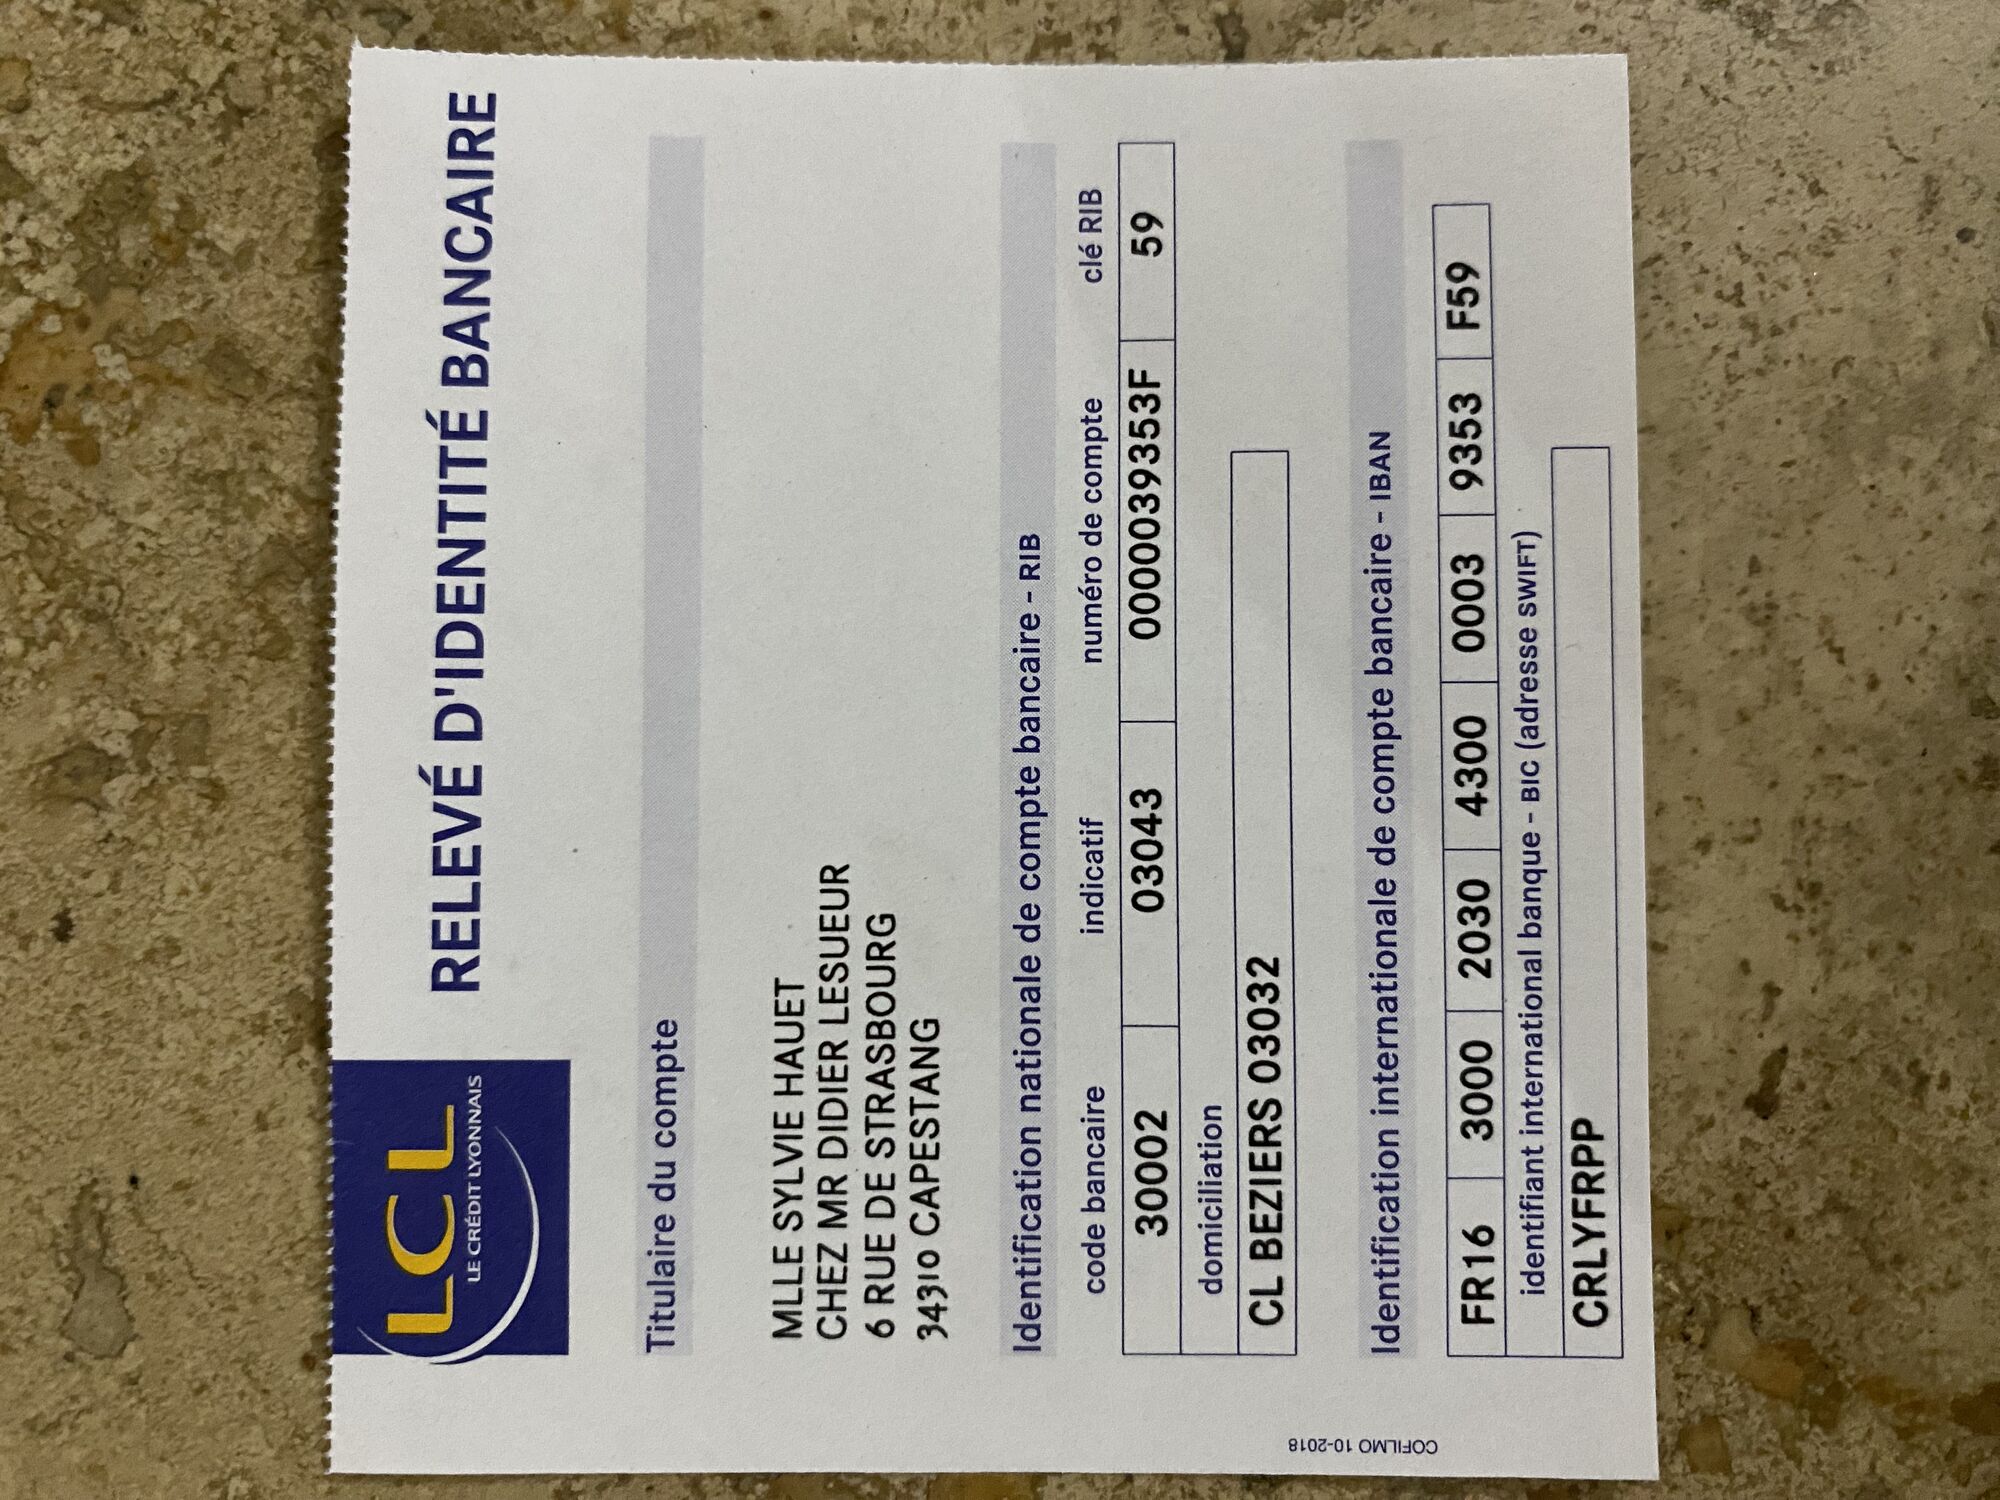 LCL
LE CRÉDIT LYONNAIS
RELEVÉ D'IDENTITÉ BANCAIRE
Titulaire du compte
MLLE SYLVIE HAUET
CHEZ MR DIDIER LESUEUR
6 RUE DE STRASBOURG
34310 CAPESTANG
Identification nationale de compte bancaire - RIB
code bancaire indicatif numéro de compte clé RIB
30002 03043 0000039353F 59
domiciliation
CL BEZIERS 03032
Identification internationale de compte bancaire - IBAN
FR16 3000 2030 4300 0003 9353 F59
identifiant international banque - BIC (adresse SWIFT)
CRLYFRPP
COFILMO 10-2018